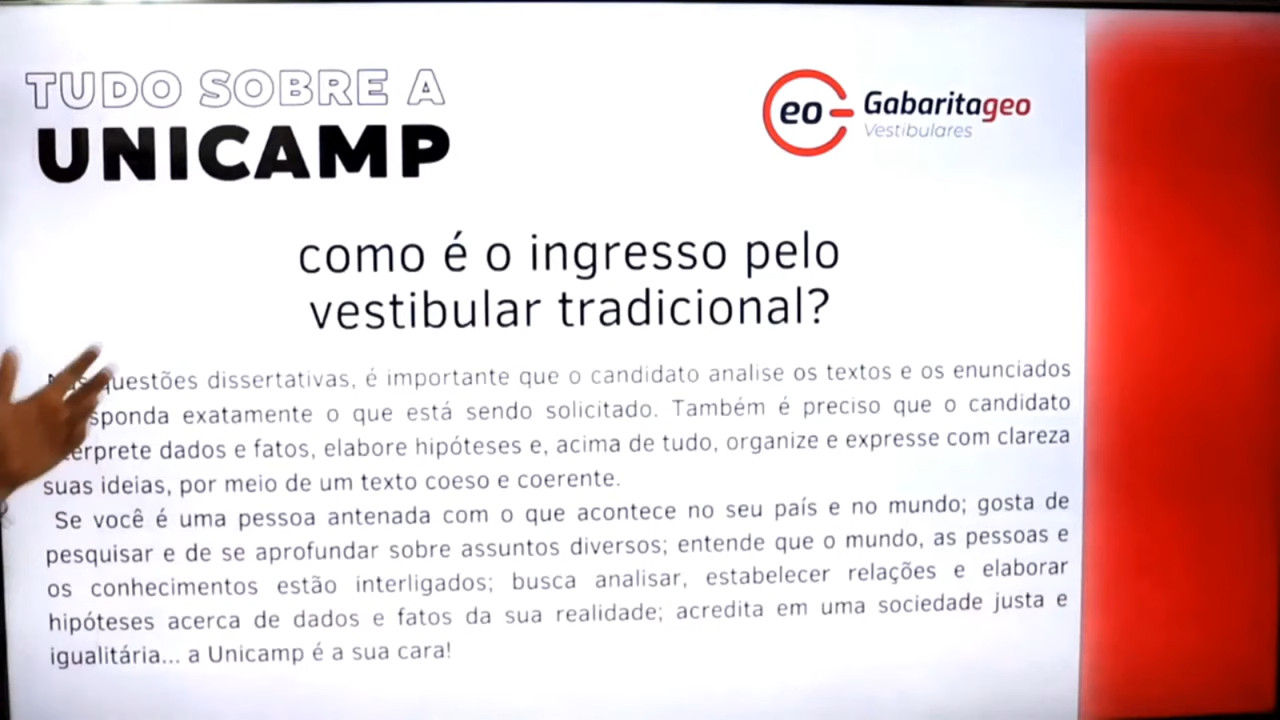 TUDO SOBRE A
UNICAMP
eo
Gabaritageo
Vestibulares
como é o ingresso pelo
vestibular tradicional?
questões dissertativas, é importante que o candidato analise os textos e os enunciados
exatamente o que está sendo solicitado. Também é preciso que o candidato
dados e fatos, elabore hipóteses e, acima de tudo, organize e expresse com clareza
suas ideias, por meio de um texto coeso e coerente.
Se você é uma pessoa antenada com o que acontece no seu país e no mundo; gosta de
pesquisar e de se aprofundar sobre assuntos diversos; entende que o mundo, as pessoas e
os conhecimentos estão interligados; busca analisar, estabelecer relações e elaborar
hipóteses acerca de dados e fatos da sua realidade; acredita em uma sociedade justa e
igualitária... a Unicamp é a sua cara!